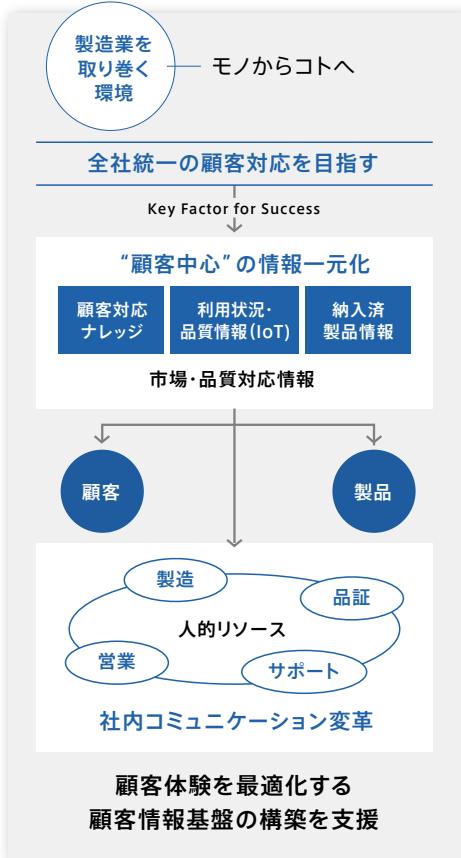 製造業を
取り巻く
環境
モノからコトへ
全社統一の顧客対応を目指す
Key Factor for Success
“顧客中心”の情報一元化
顧客対応
ナレッジ
利用状況・
品質情報(IoT)
納入済
製品情報
市場・品質対応情報
顧客
製品
製造
品証
人的リソース
営業
サポート
社内コミュニケーション変革
顧客体験を最適化する
顧客情報基盤の構築を支援